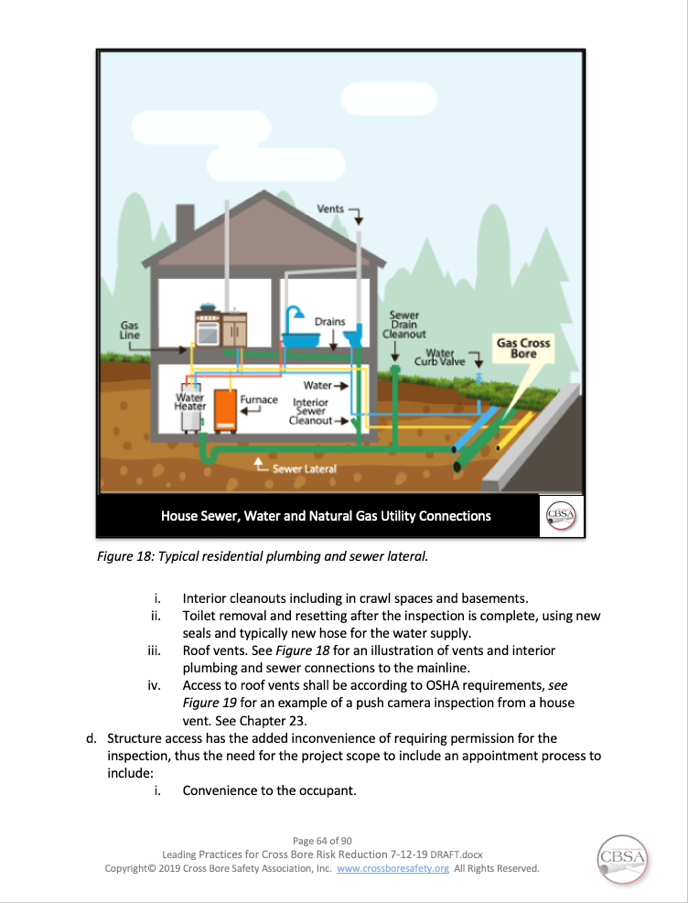 Vents
Gas
Line
Drains
Sewer
Drain
Cleanout
Water
Curb Valve
Gas Cross
Bore
Water
Heater
Furnace
Water
Interior
Sewer
Cleanout
Sewer Lateral
House Sewer, Water and Natural Gas Utility Connections
CBSA
Figure 18: Typical residential plumbing and sewer lateral.
i. Interior cleanouts including in crawl spaces and basements.
ii. Toilet removal and resetting after the inspection is complete, using new
seals and typically new hose for the water supply.
iii. Roof vents. See Figure 18 for an illustration of vents and interior
plumbing and sewer connections to the mainline.
iv. Access to roof vents shall be according to OSHA requirements, see
Figure 19 for an example of a push camera inspection from a house
vent. See Chapter 23.
d. Structure access has the added inconvenience of requiring permission for the
inspection, thus the need for the project scope to include an appointment process to
include:
i. Convenience to the occupant.
Page 64 of 90
Leading Practices for Cross Bore Risk Reduction 7-12-19 DRAFT.docx
Copyright© 2019 Cross Bore Safety Association, Inc. www.crossboresafety.org All Rights Reserved.
CBSA